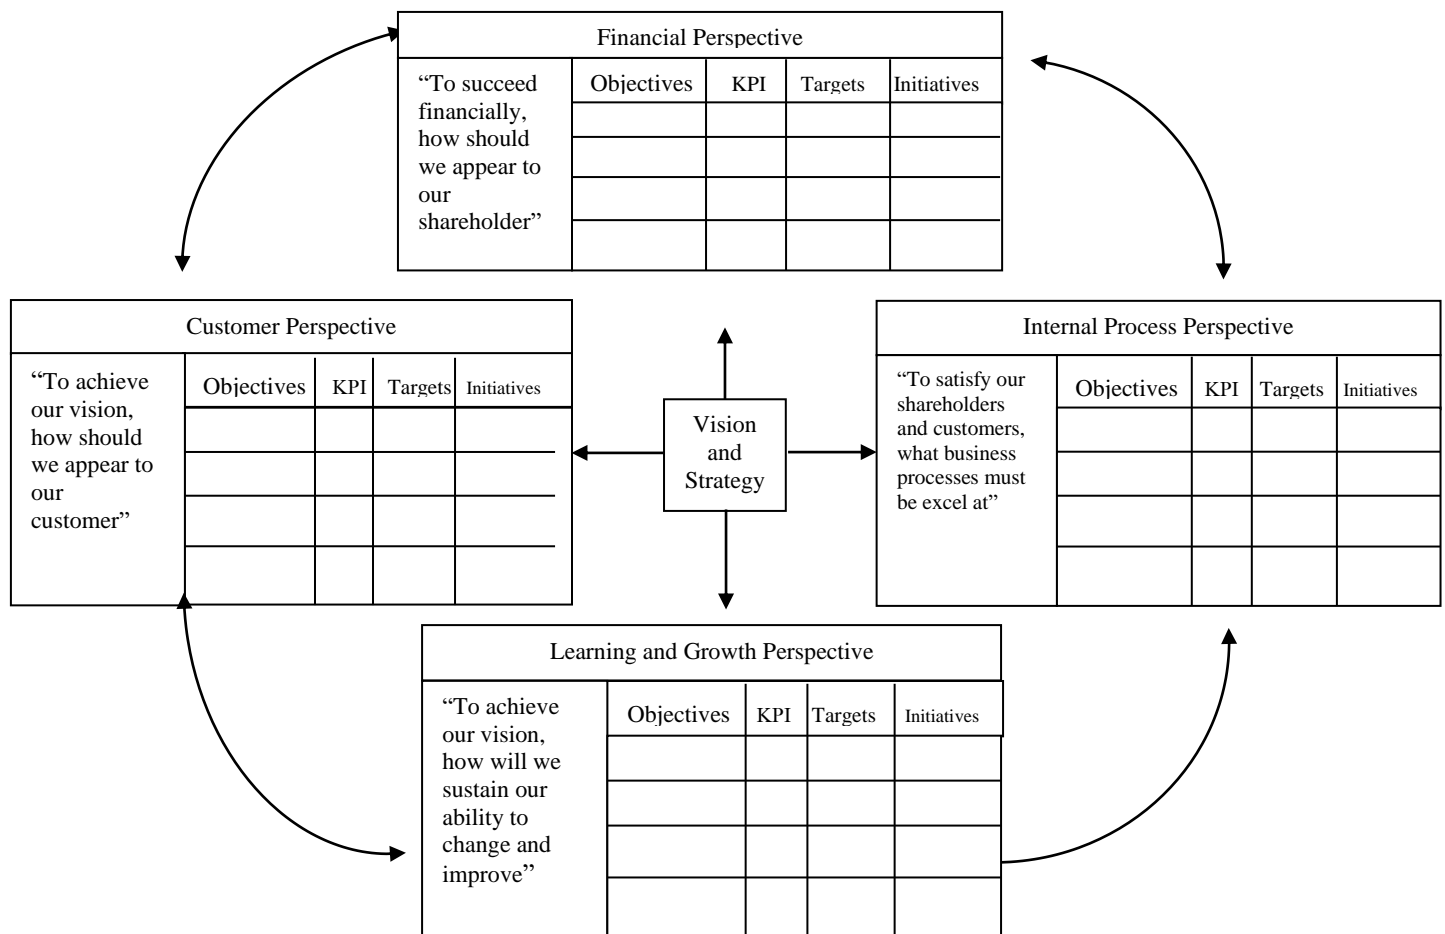 Financial Perspective
“To succeed
financially,
how should
we appear to
our
shareholder”
Objectives KPI Targets Initiatives
Customer Perspective
“To achieve
our vision,
how should
we appear to
our
customer”
Objectives KPI Targets Initiatives
Vision
and
Strategy
Internal Process Perspective
“To satisfy our
shareholders
and customers,
what business
processes must
be excel at”
Objectives KPI Targets Initiatives
Learning and Growth Perspective
“To achieve
our vision,
how will we
sustain our
ability to
change and
improve”
Objectives KPI Targets Initiatives